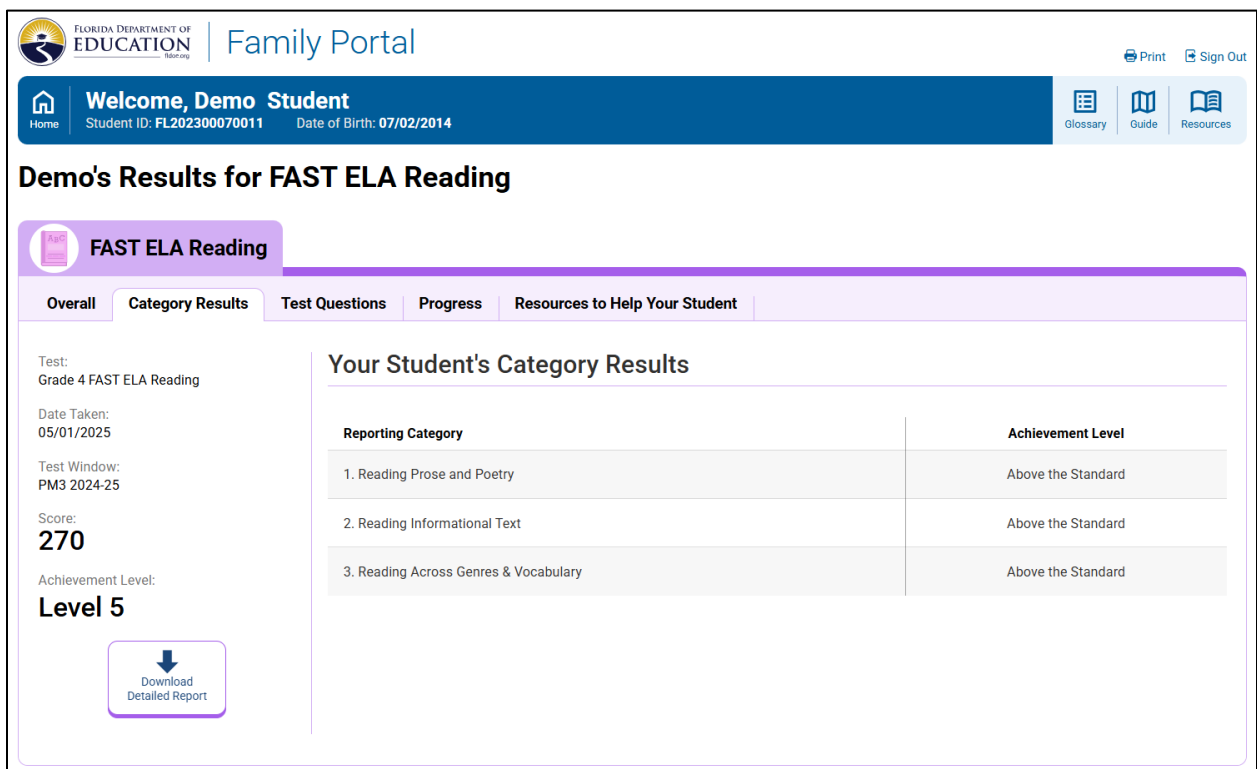 FLORIDA DEPARTMENT OF
EDUCATION
fldoe.org
Family Portal
Print
Sign Out
Home
Welcome, Demo Student
Student ID: FL202300070011 Date of Birth: 07/02/2014
Glossary
Guide
Resources
Demo's Results for FAST ELA Reading
ABC
FAST ELA Reading
Overall
Category Results
Test Questions
Progress
Resources to Help Your Student
Test:
Grade 4 FAST ELA Reading
Date Taken:
05/01/2025
Test Window:
PM3 2024-25
Score:
270
Achievement Level:
Level 5
Download
Detailed Report
Your Student's Category Results
Reporting Category Achievement Level
1. Reading Prose and Poetry Above the Standard
2. Reading Informational Text Above the Standard
3. Reading Across Genres & Vocabulary Above the Standard